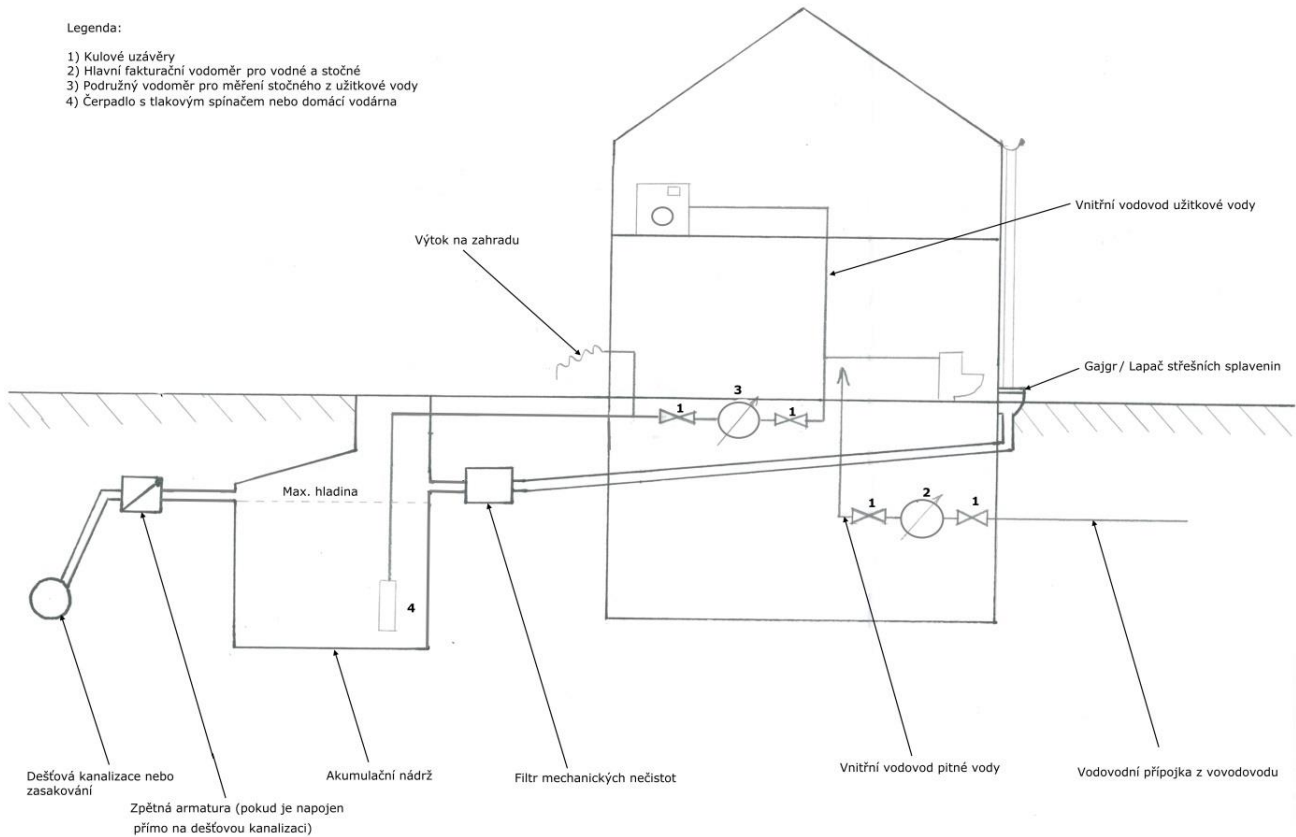 Legenda:
1) Kulové uzávěry
2) Hlavní fakturační vodoměr pro vodné a stočné
3) Podružný vodoměr pro měření stočného z užitkové vody
4) Čerpadlo s tlakovým spínačem nebo domácí vodárna
Vnitřní vodovod užitkové vody
Výtok na zahradu
Gajgr/ Lapač střešních splavenin
3
1
1
Max. hladina
1
2
1
4
Dešťová kanalizace nebo
zasakování
Zpětná armatura (pokud je napojen
přímo na dešťovou kanalizaci)
Akumulační nádrž
Filtr mechanických nečistot
Vnitřní vodovod pitné vody
Vodovodní přípojka z vovodovodu